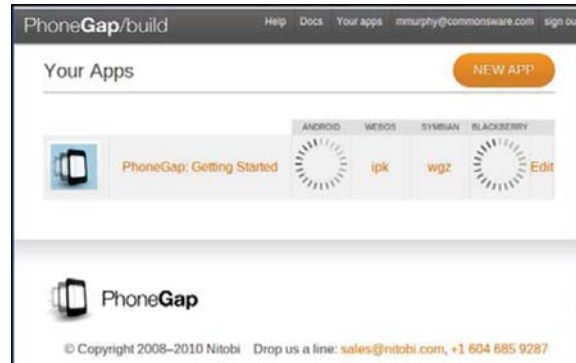 PhoneGap/build Help Docs Your apps mmurphy@commonsware.com sign ou
Your Apps NEW APP
ANDROID WEBOS SYMBIAN BLACKBERRY
PhoneGap: Getting Started ipk wgz Edit
PhoneGap
© Copyright 2008–2010 Nitobi Drop us a line: sales@nitobi.com, +1 604 685 9287